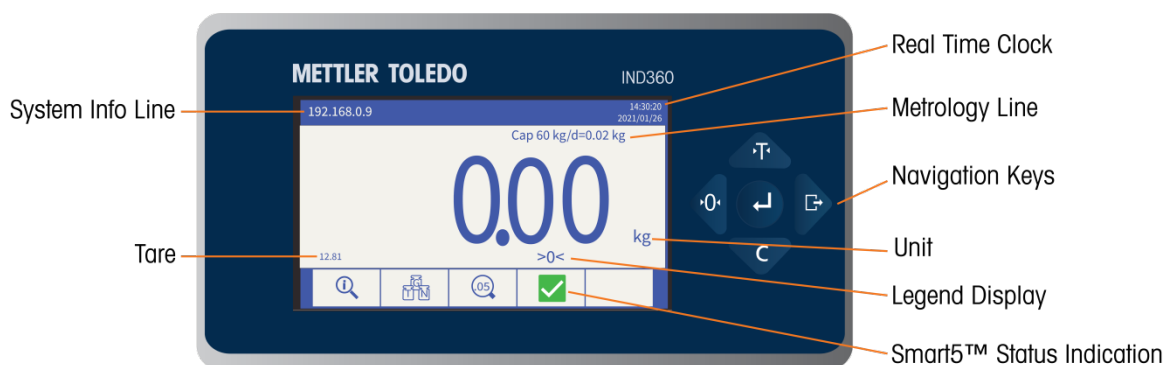 Real Time Clock
METTLER TOLEDO
IND360
System Info Line
192.168.0.9
14:30:20
2021/01/26
Metrology Line
Cap 60 kg/d=0.02 kg
T
Navigation Keys
0.00
0
kg
Unit
Tare
12.81
>0<
C
Legend Display
i
G
T N
.05
Smart5™ Status Indication